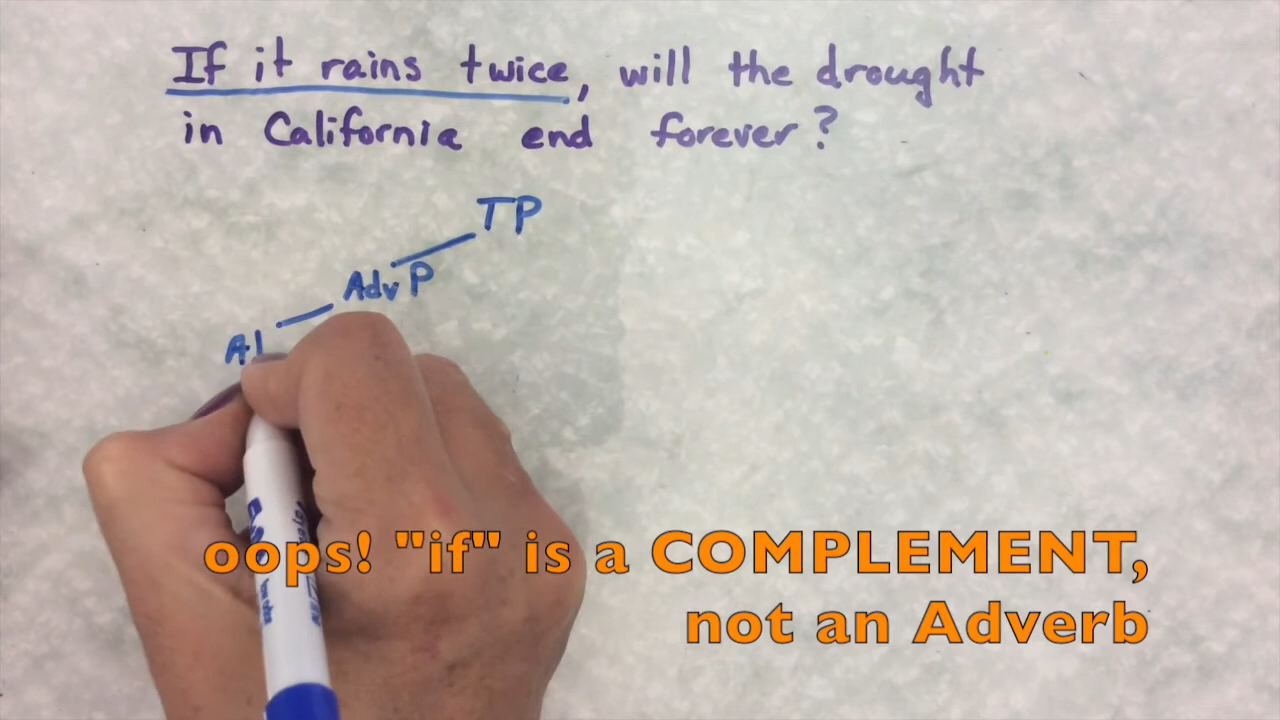 If it rains twice, will the drought
in California end forever?
TP
AdvP
oops! "if" is a COMPLEMENT,
not an Adverb